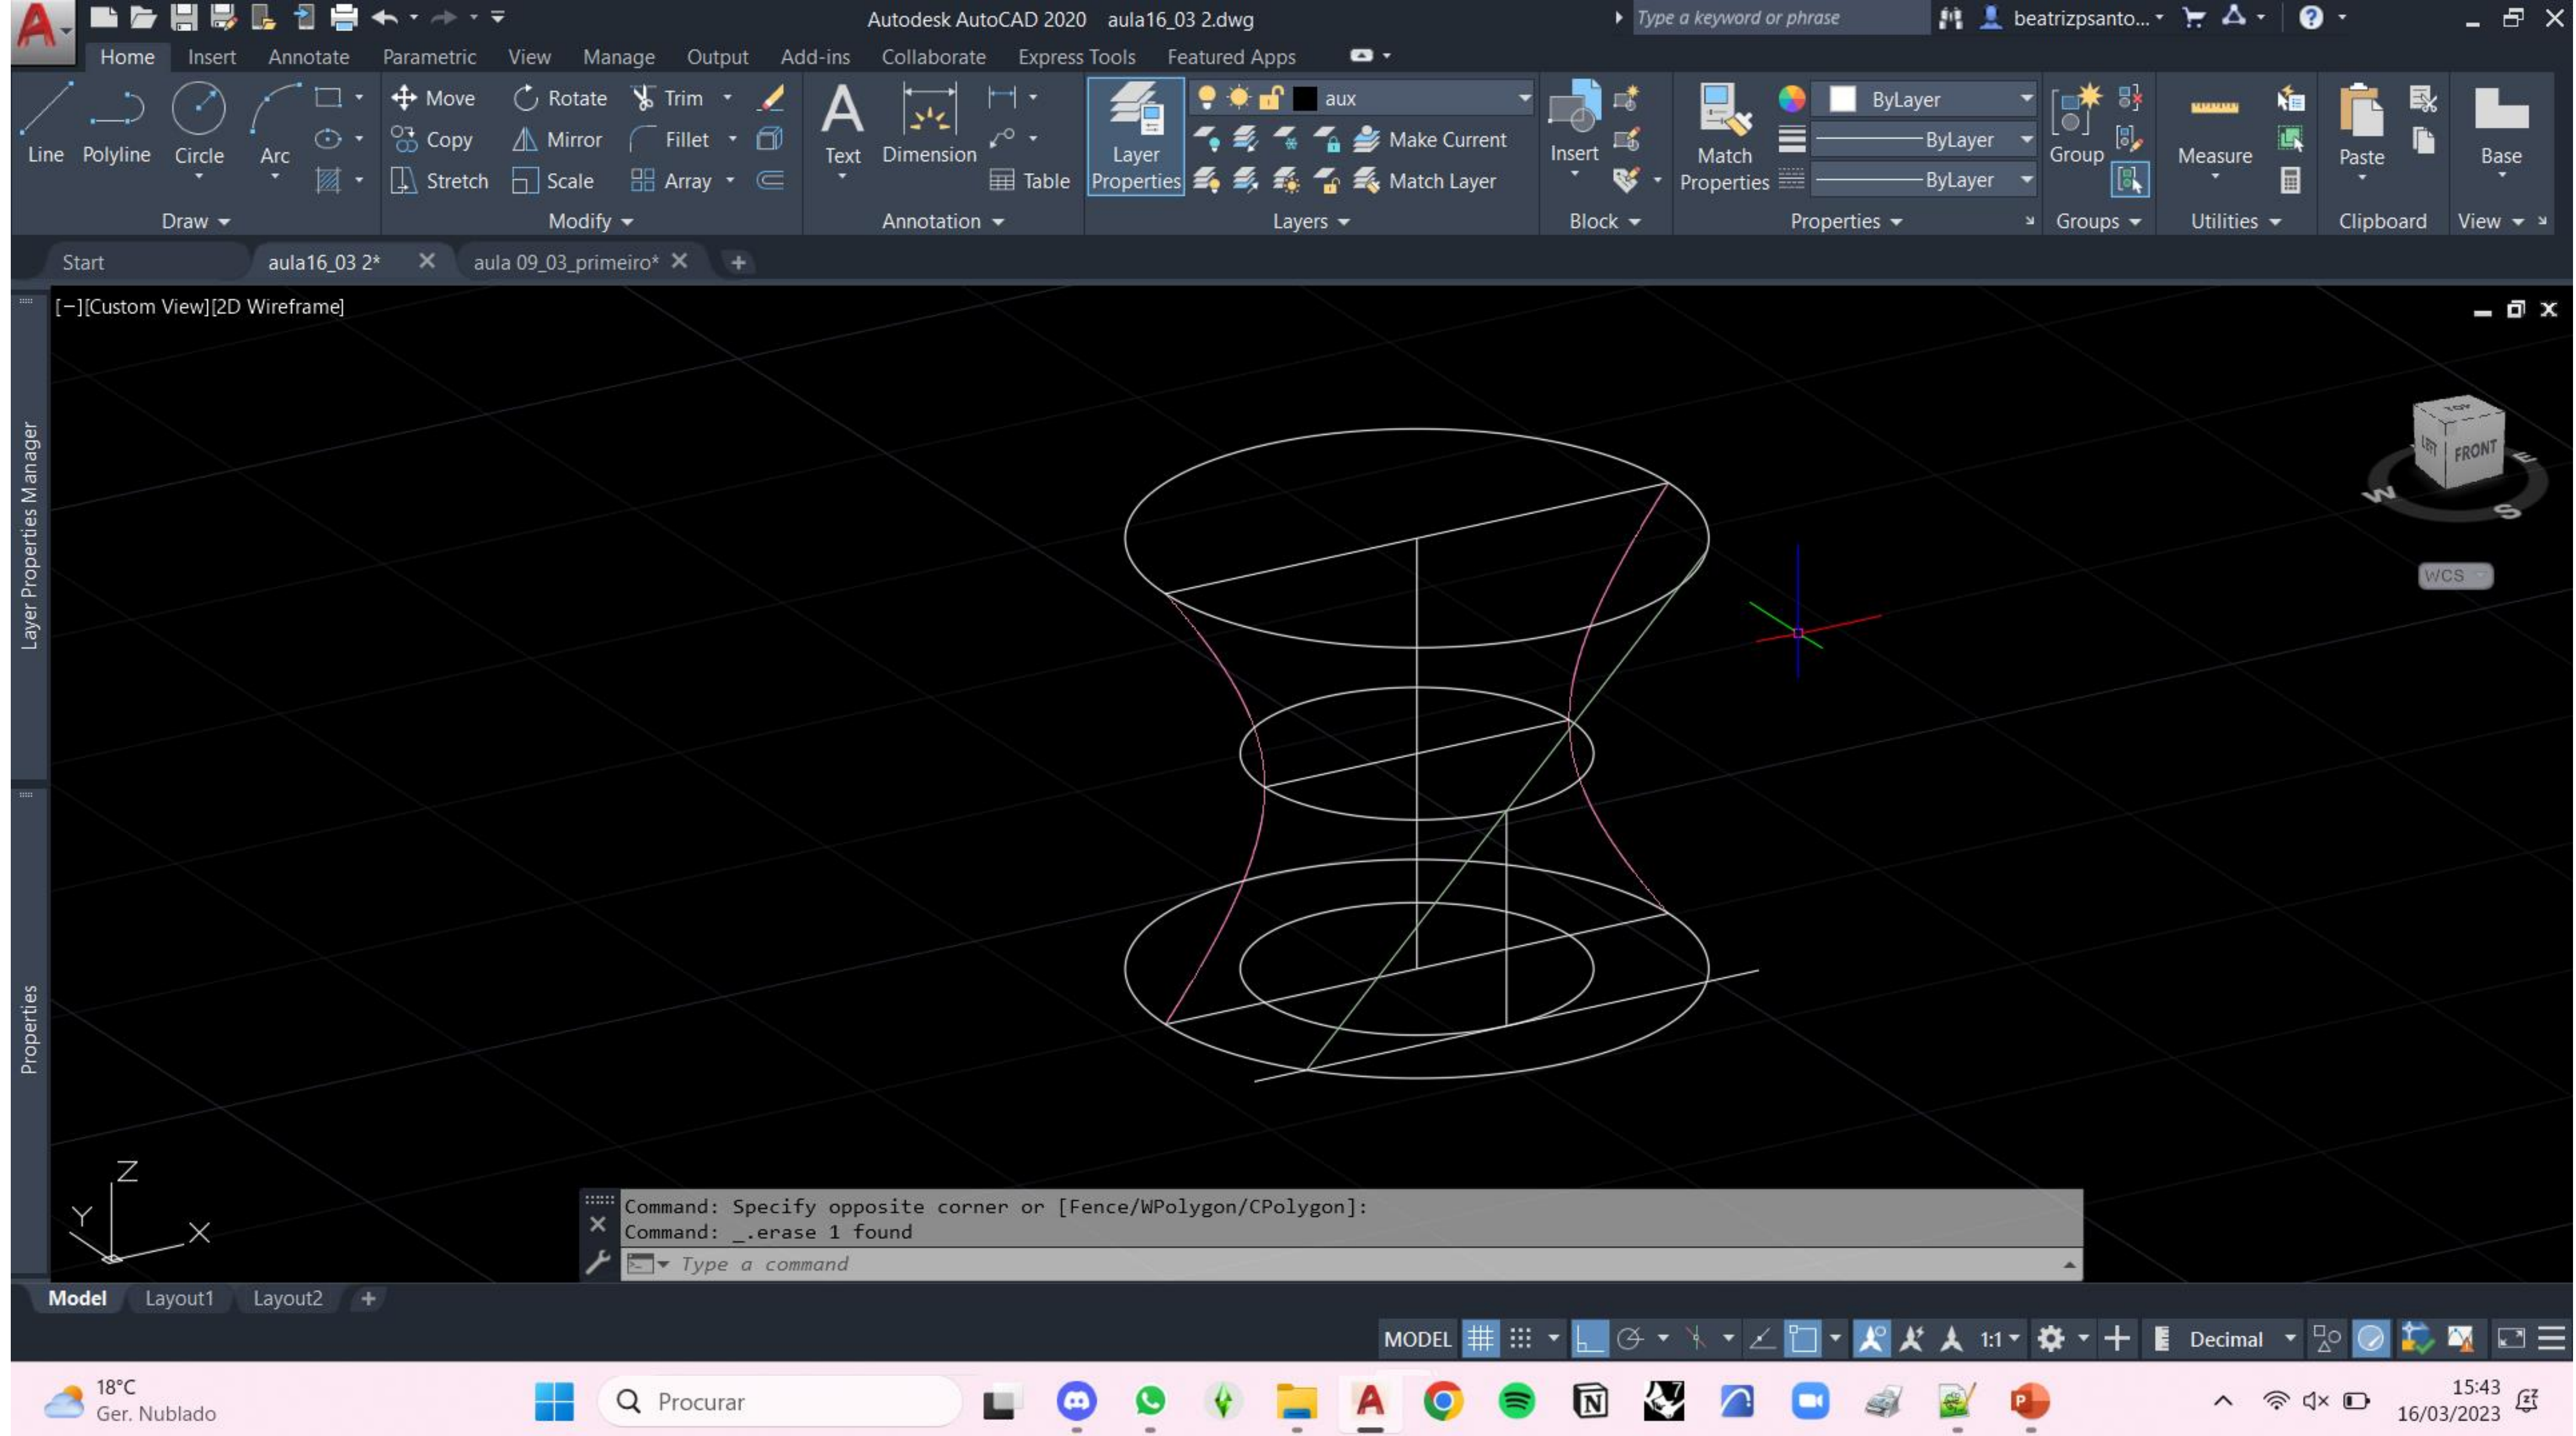 Autodesk AutoCAD 2020 aula16_03 2.dwg
Type a keyword or phrase
beatrizpsanto...
Home Insert Annotate Parametric View Manage Output Add-ins Collaborate Express Tools Featured Apps
Line Polyline Circle Arc
Draw
Move Rotate Trim
Copy Mirror Fillet
Stretch Scale Array
Modify
Text Dimension Table
Annotation
Layer Properties
aux
Make Current
Match Layer
Layers
Insert
Block
Match Properties
ByLayer
ByLayer
ByLayer
Properties
Group
Groups
Measure
Utilities
Paste
Clipboard
Base
View
Start aula16_03 2* aula 09_03_primeiro*
[−][Custom View][2D Wireframe]
Layer Properties Manager
Properties
TOP
LEFT FRONT
W S E
WCS
Z
Y
X
Command: Specify opposite corner or [Fence/WPolygon/CPolygon]:
Command: _.erase 1 found
Type a command
Model Layout1 Layout2
MODEL 1:1 Decimal
18°C
Ger. Nublado
Procurar
7
15:43
16/03/2023